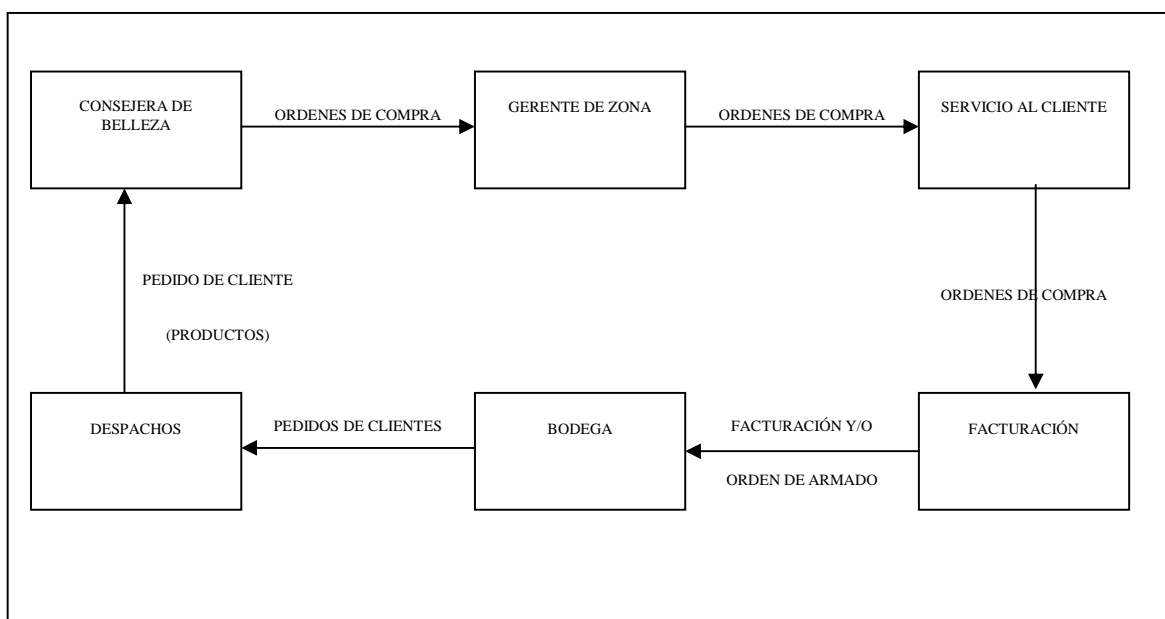 CONSEJERA DE
BELLEZA
ORDENES DE COMPRA
GERENTE DE ZONA
ORDENES DE COMPRA
SERVICIO AL CLIENTE
ORDENES DE COMPRA
PEDIDO DE CLIENTE
(PRODUCTOS)
DESPACHOS
PEDIDOS DE CLIENTES
BODEGA
FACTURACIÓN Y/O
ORDEN DE ARMADO
FACTURACIÓN